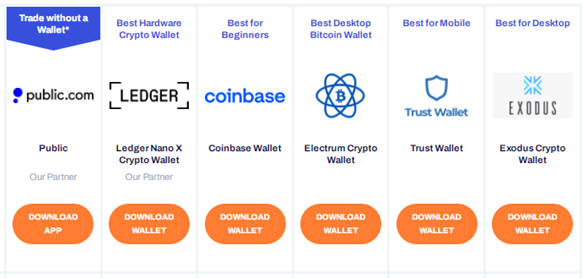 Trade without a
Wallet*
Best Hardware
Crypto Wallet
Best for
Beginners
Best Desktop
Bitcoin Wallet
Best for Mobile
Best for Desktop
public.com
LEDGER
coinbase
Trust Wallet
EXODUS
Public
Ledger Nano X
Crypto Wallet
Coinbase Wallet
Electrum Crypto
Wallet
Trust Wallet
Exodus Crypto
Wallet
Our Partner
Our Partner
DOWNLOAD
APP
DOWNLOAD
WALLET
DOWNLOAD
WALLET
DOWNLOAD
WALLET
DOWNLOAD
WALLET
DOWNLOAD
WALLET